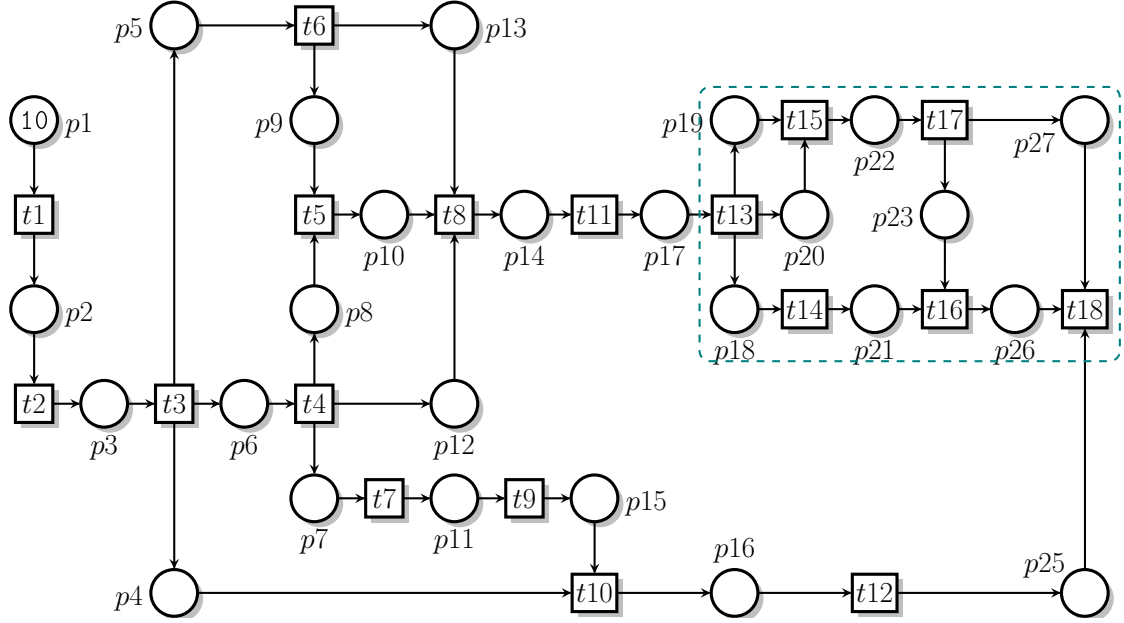 p5 t6 p13
10 p1 p9 p19 t15 t17
p22 p27
t1 t5 t8 t11 t13 p23
p10 p14 p17 p20
p2 p8 t14 t16 t18
p18 p21 p26
t2 t3 t4
p3 p6 p12
t7 t9 p15
p7 p11
p16 p25
p4 t10 t12